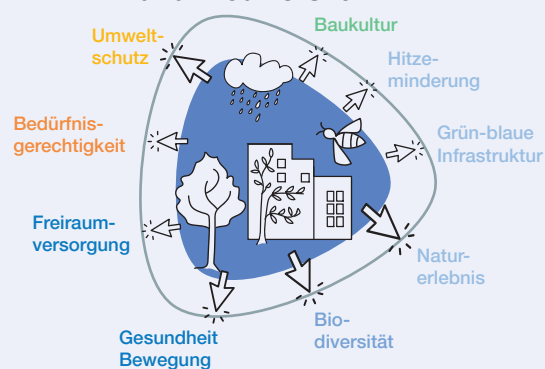 Umwelt-
schutz
Baukultur
Hitze-
minderung
Grün-blaue
Infrastruktur
Natur-
erlebnis
Bio-
diversität
Gesundheit
Bewegung
Freiraum-
versorgung
Bedürfnis-
gerechtigkeit